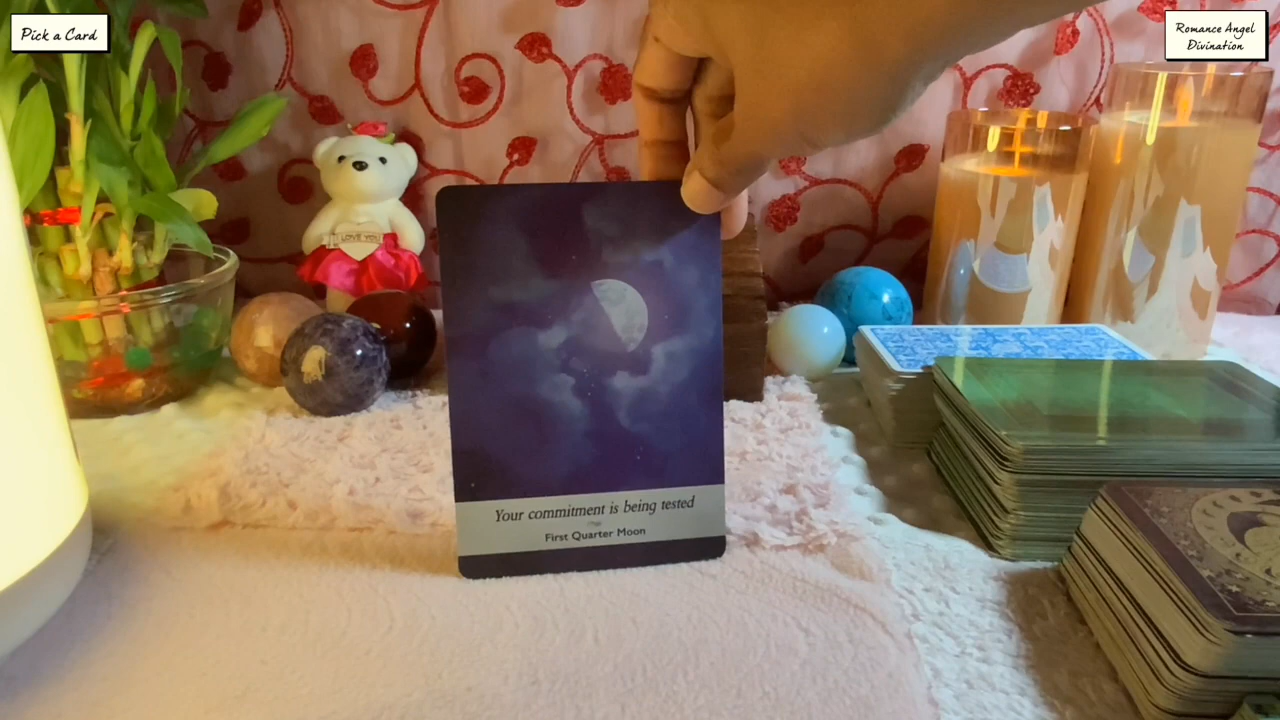 Pick a Card
Romance Angel
Divination
I LOVE YOU
Your commitment is being tested
First Quarter Moon